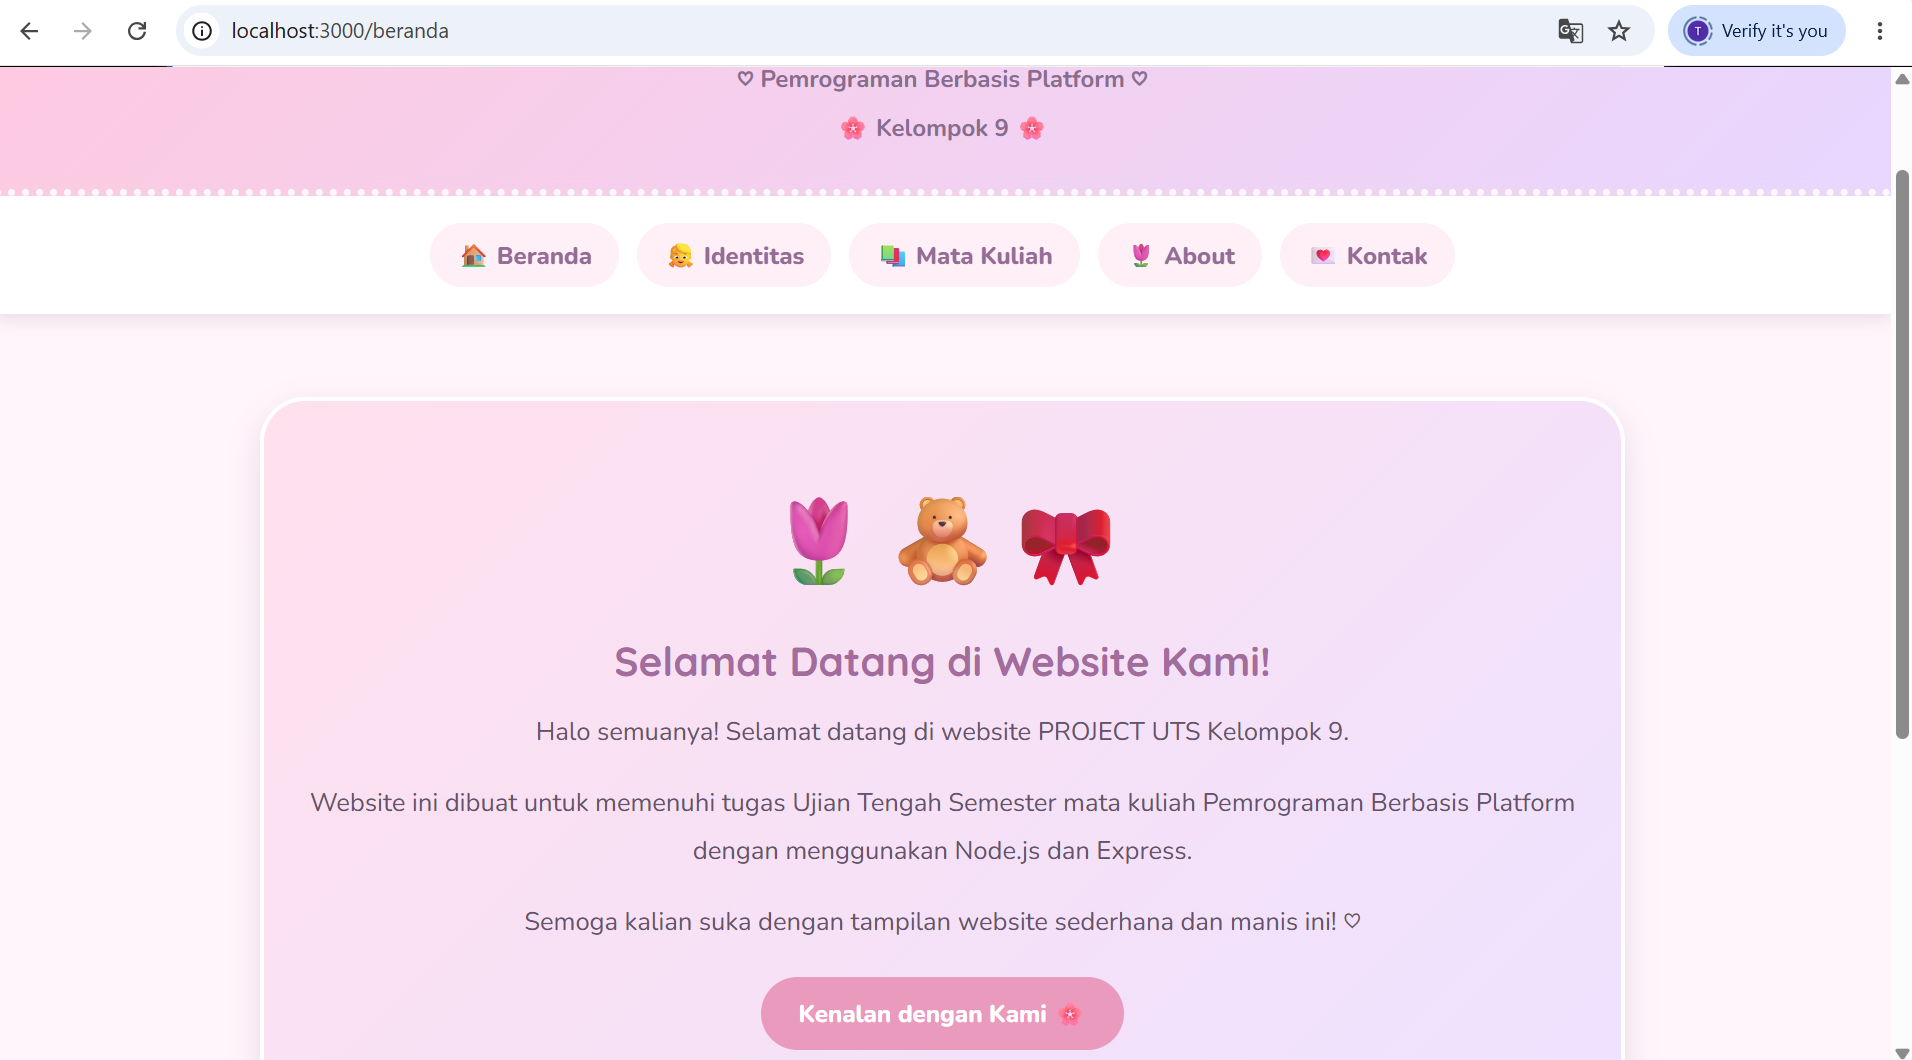 localhost:3000/beranda
Verify it's you
♡ Pemrograman Berbasis Platform ♡
🌸 Kelompok 9 🌸
🏠 Beranda
👧 Identitas
📚 Mata Kuliah
🌷 About
💌 Kontak
Selamat Datang di Website Kami!
Halo semuanya! Selamat datang di website PROJECT UTS Kelompok 9.
Website ini dibuat untuk memenuhi tugas Ujian Tengah Semester mata kuliah Pemrograman Berbasis Platform
dengan menggunakan Node.js dan Express.
Semoga kalian suka dengan tampilan website sederhana dan manis ini! ♡
Kenalan dengan Kami 🌸